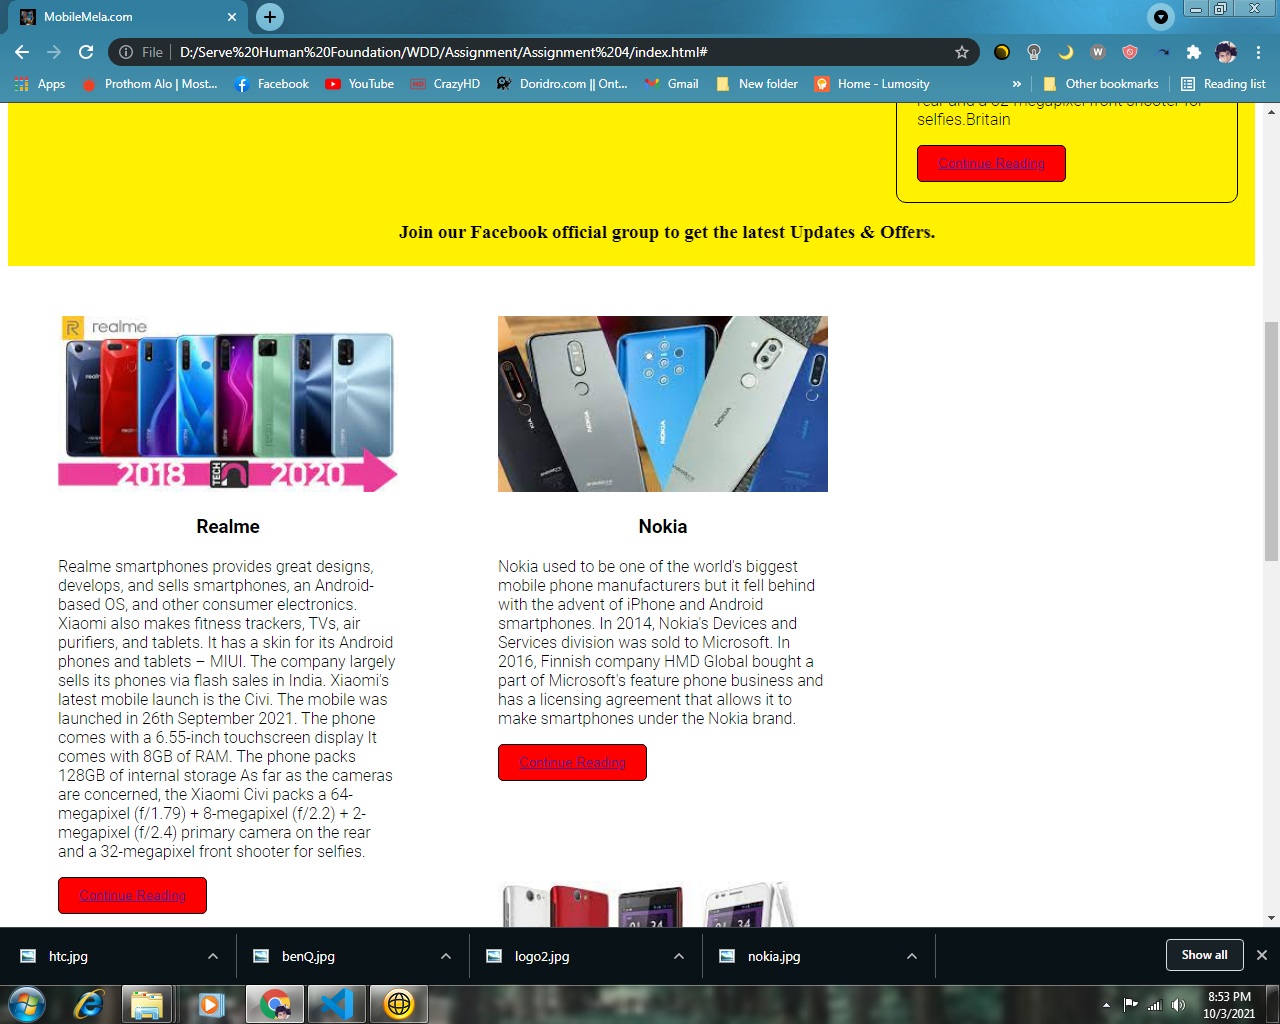 MobileMela.com
File
D:/Serve%20Human%20Foundation/WDD/Assignment/Assignment%204/index.html#
Apps
Prothom Alo | Most...
Facebook
YouTube
CrazyHD
Doridro.com || Ont...
Gmail
New folder
Home - Lumosity
»
Other bookmarks
Reading list
rear and a 32-megapixel front shooter for
selfies.Britain
Continue Reading
Join our Facebook official group to get the latest Updates & Offers.
R realme
realme
2018 TECH 2020
NOKIA
NOKIA
NOKIA
Realme
Realme smartphones provides great designs,
develops, and sells smartphones, an Android-
based OS, and other consumer electronics.
Xiaomi also makes fitness trackers, TVs, air
purifiers, and tablets. It has a skin for its Android
phones and tablets – MIUI. The company largely
sells its phones via flash sales in India. Xiaomi's
latest mobile launch is the Civi. The mobile was
launched in 26th September 2021. The phone
comes with a 6.55-inch touchscreen display It
comes with 8GB of RAM. The phone packs
128GB of internal storage As far as the cameras
are concerned, the Xiaomi Civi packs a 64-
megapixel (f/1.79) + 8-megapixel (f/2.2) + 2-
megapixel (f/2.4) primary camera on the rear
and a 32-megapixel front shooter for selfies.
Continue Reading
Nokia
Nokia used to be one of the world's biggest
mobile phone manufacturers but it fell behind
with the advent of iPhone and Android
smartphones. In 2014, Nokia's Devices and
Services division was sold to Microsoft. In
2016, Finnish company HMD Global bought a
part of Microsoft's feature phone business and
has a licensing agreement that allows it to
make smartphones under the Nokia brand.
Continue Reading
htc.jpg
benQ.jpg
logo2.jpg
nokia.jpg
Show all
8:53 PM
10/3/2021